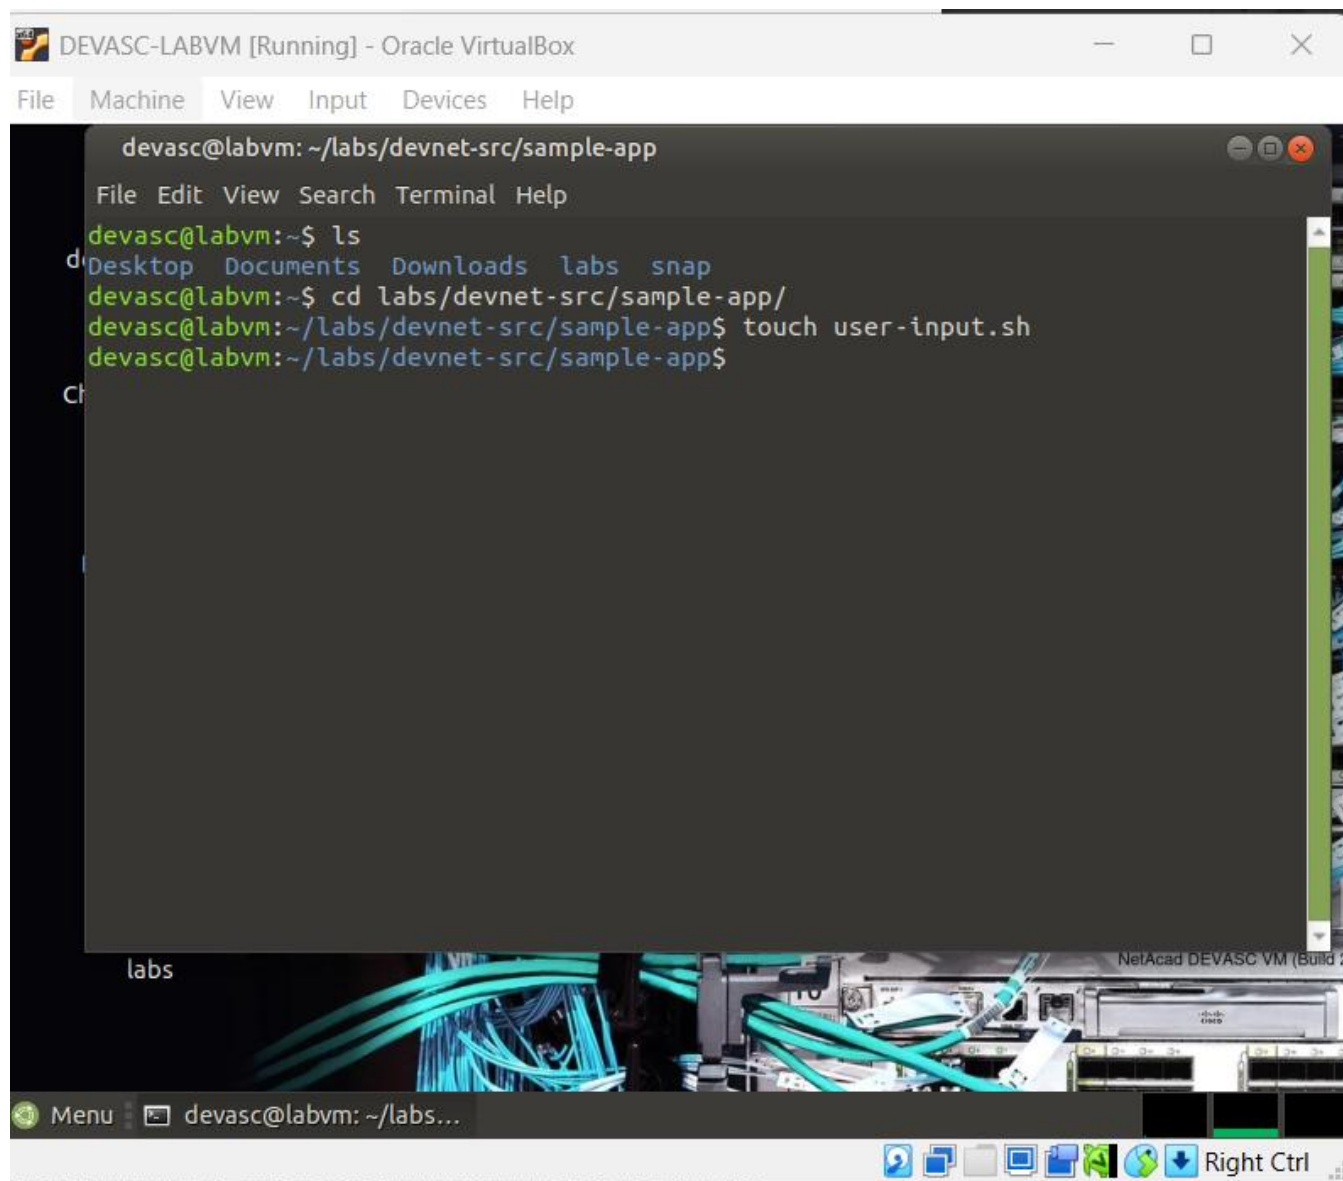 DEVASC-LABVM [Running] - Oracle VirtualBox
File Machine View Input Devices Help
devasc@labvm: ~/labs/devnet-src/sample-app
File Edit View Search Terminal Help
devasc@labvm:~$ ls
Desktop Documents Downloads labs snap
devasc@labvm:~$ cd labs/devnet-src/sample-app/
devasc@labvm:~/labs/devnet-src/sample-app$ touch user-input.sh
devasc@labvm:~/labs/devnet-src/sample-app$
labs
NetAcad DEVASC VM (Build
CISCO
Menu devasc@labvm: ~/labs...
Right Ctrl